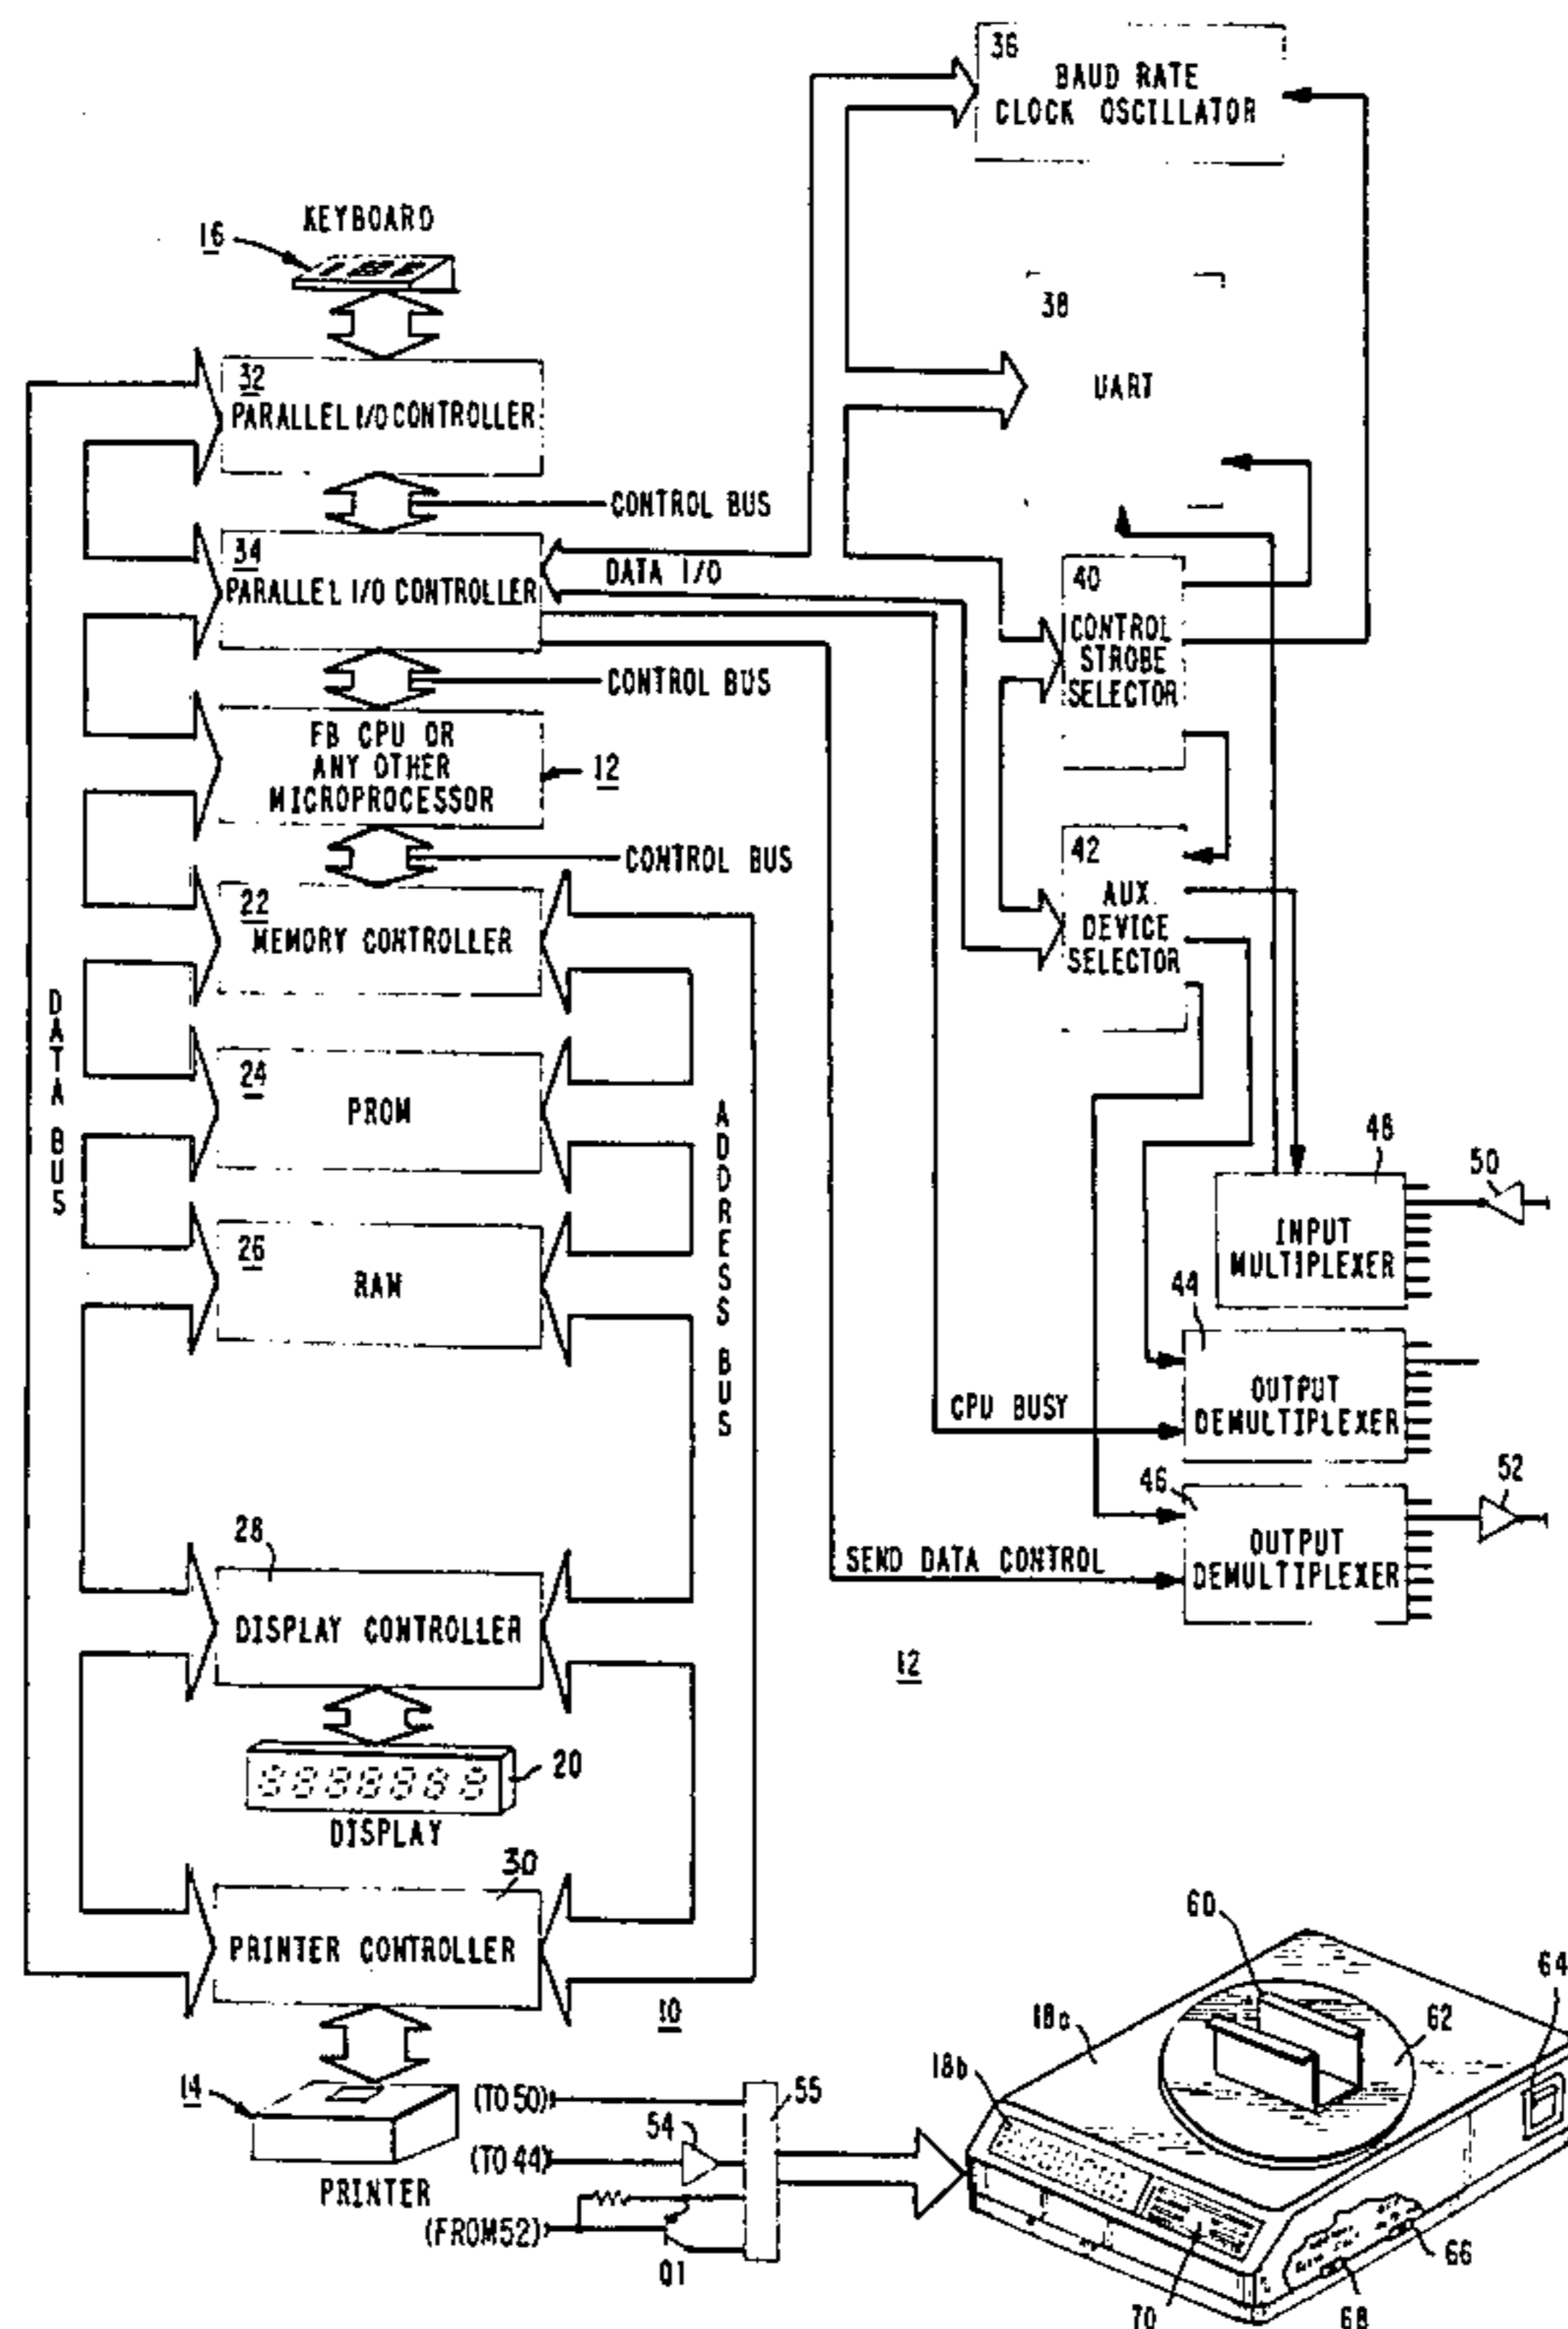 36
BAUD RATE
CLOCK OSCILLATOR
KEYBOARD
16
38
UART
32
PARALLEL I/O CONTROLLER
CONTROL BUS
34
PARALLEL I/O CONTROLLER
DATA I/O
40
CONTROL
STROBE
SELECTOR
CONTROL BUS
F8 CPU OR
ANY OTHER
MICROPROCESSOR
12
CONTROL BUS
42
AUX.
DEVICE
SELECTOR
22
MEMORY CONTROLLER
DATA BUS
24
PROM
ADDRESS BUS
48
50
INPUT
MULTIPLEXER
26
RAM
44
OUTPUT
DEMULTIPLEXER
CPU BUSY
46
52
OUTPUT
DEMULTIPLEXER
SEND DATA CONTROL
28
DISPLAY CONTROLLER
12
20
DISPLAY
30
PRINTER CONTROLLER
10
14
PRINTER
(TO 50)
54
55
(TO 44)
(FROM 52)
Q1
60
64
18a
62
18b
66
70
68